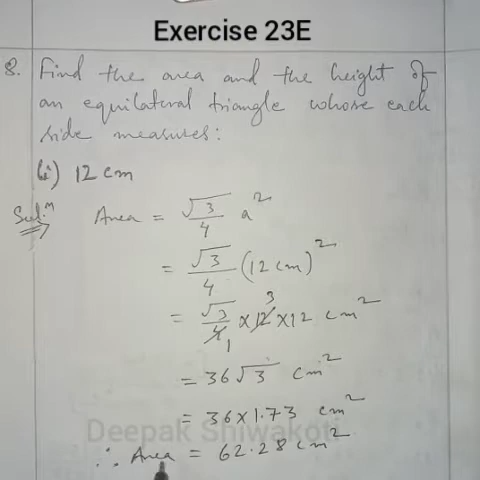 Exercise 23E
8. Find the area and the height of
an equilateral triangle whose each
side measures:
(i) 12 cm
Solⁿ Area = √3/4 a²
= √3/4 (12 cm)²
= √3/4 1 × 12 3 × 12 cm²
= 36√3 cm²
= 36×1.73 cm²
Deepak Shiwakoti
∴ Area = 62.28 cm²